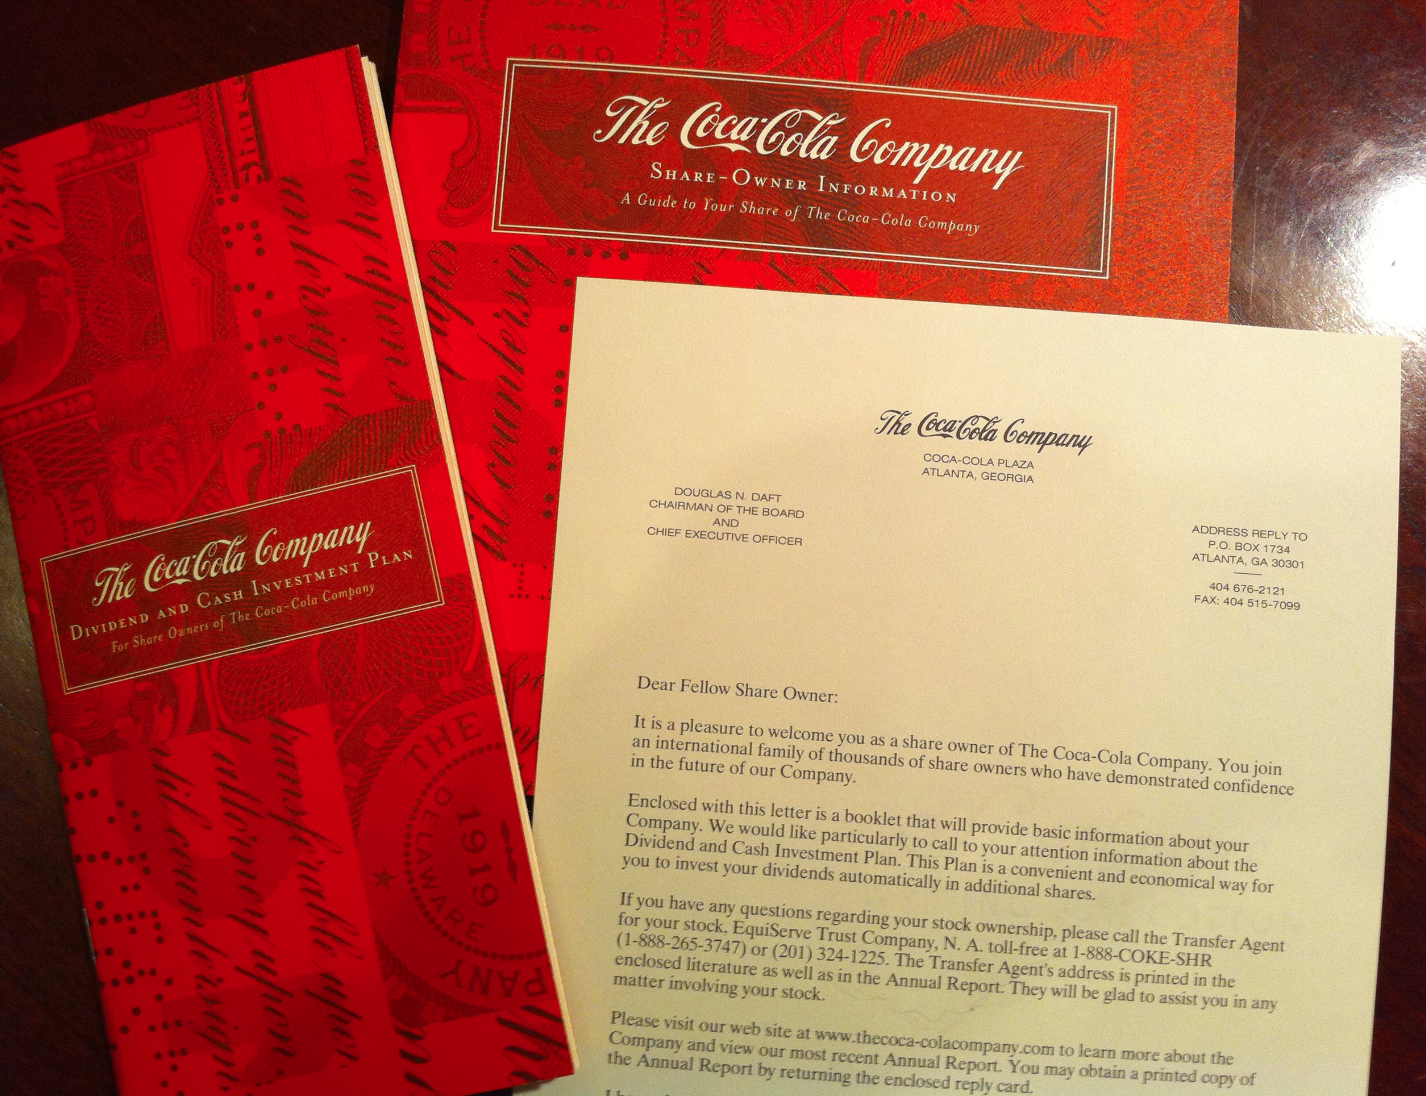 SEAL
1919
The Coca-Cola Company
SHARE-OWNER INFORMATION
A Guide to Your Share of The Coca-Cola Company
The Coca-Cola Company
DIVIDEND AND CASH INVESTMENT PLAN
For Share Owners of The Coca-Cola Company
THE
1919
DELAWARE
The Coca-Cola Company
COCA-COLA PLAZA
ATLANTA, GEORGIA
DOUGLAS N. DAFT
CHAIRMAN OF THE BOARD
AND
CHIEF EXECUTIVE OFFICER
ADDRESS REPLY TO
P.O. BOX 1734
ATLANTA, GA 30301
404 676-2121
FAX: 404 515-7099
Dear Fellow Share Owner:
It is a pleasure to welcome you as a share owner of The Coca-Cola Company. You join
an international family of thousands of share owners who have demonstrated confidence
in the future of our Company.
Enclosed with this letter is a booklet that will provide basic information about your
Company. We would like particularly to call to your attention information about the
Dividend and Cash Investment Plan. This Plan is a convenient and economical way for
you to invest your dividends automatically in additional shares.
If you have any questions regarding your stock ownership, please call the Transfer Agent
for your stock, EquiServe Trust Company, N. A. toll-free at 1-888-COKE-SHR
(1-888-265-3747) or (201) 324-1225. The Transfer Agent's address is printed in the
enclosed literature as well as in the Annual Report. They will be glad to assist you in any
matter involving your stock.
Please visit our web site at www.thecoca-colacompany.com to learn more about the
Company and view our most recent Annual Report. You may obtain a printed copy of
the Annual Report by returning the enclosed reply card.